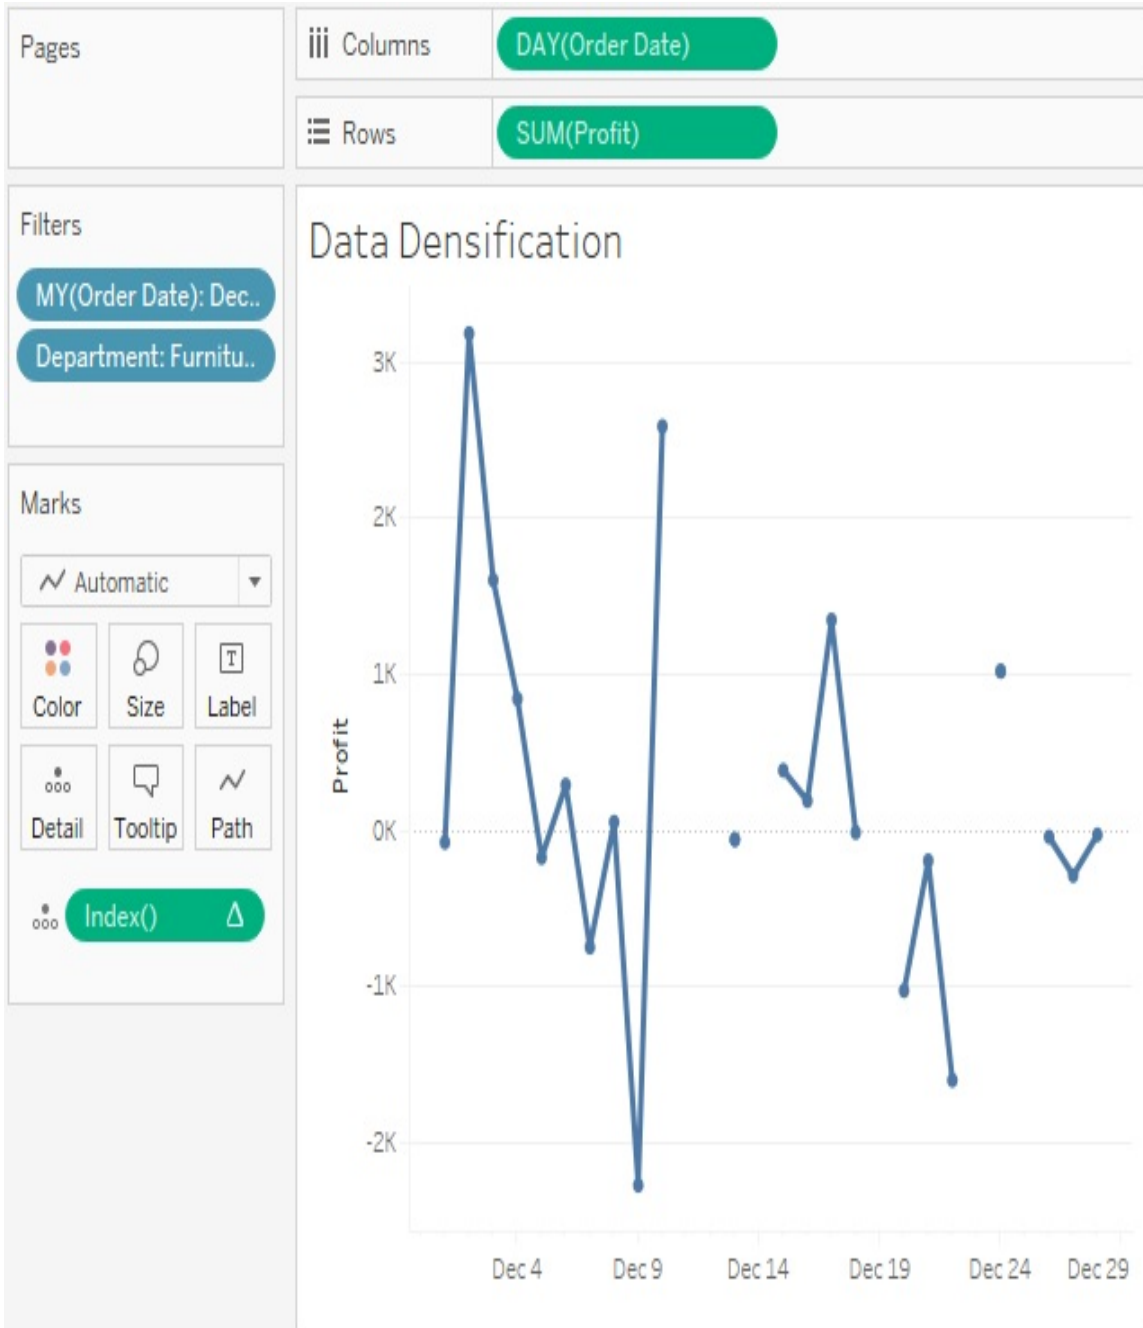 Pages
Columns
DAY(Order Date)
Rows
SUM(Profit)
Filters
MY(Order Date): Dec..
Department: Furnitu..
Marks
Automatic
Color
Size
T
Label
Detail
Tooltip
Path
Index() Δ
Data Densification
3K
2K
1K
0K
-1K
-2K
Profit
Dec 4
Dec 9
Dec 14
Dec 19
Dec 24
Dec 29